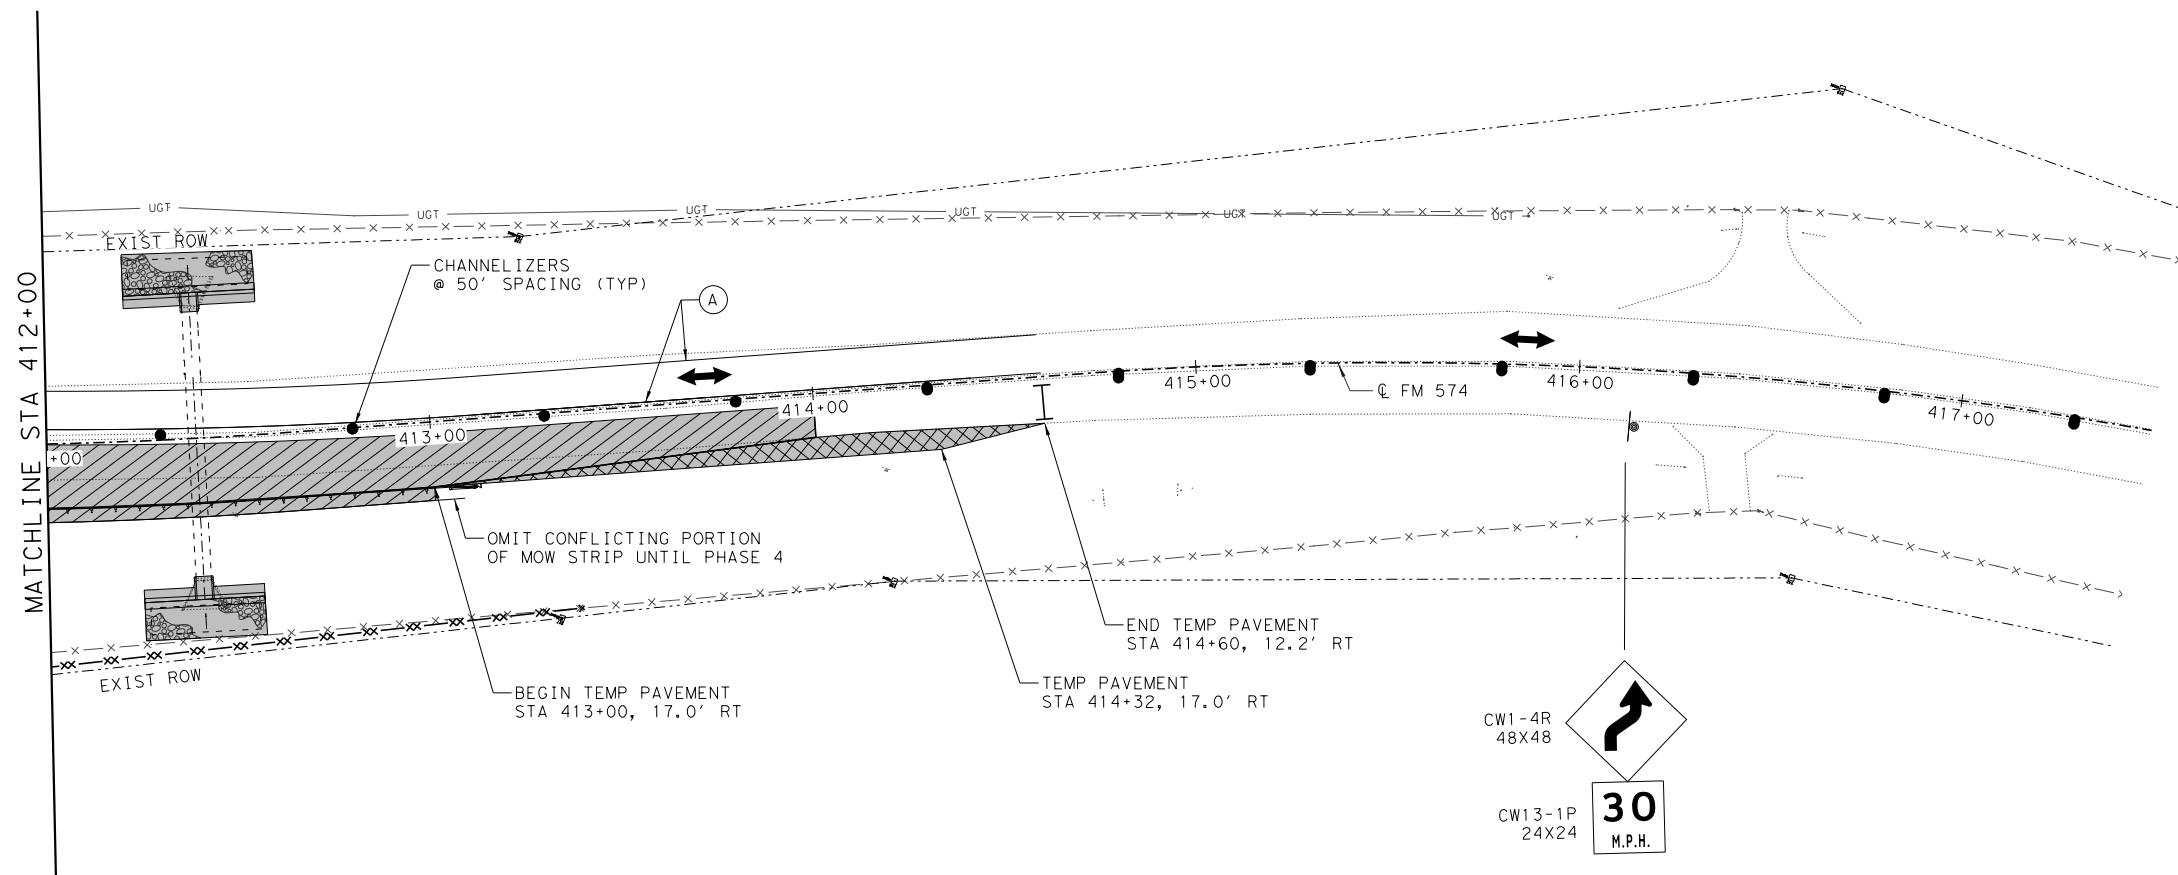 UGT
UGT
UGT
UGT
UGT
UGT
EXIST ROW
CHANNELIZERS
@ 50' SPACING (TYP)
A
MATCHLINE STA 412+00
+00
413+00
414+00
415+00
416+00
417+00
℄ FM 574
OMIT CONFLICTING PORTION
OF MOW STRIP UNTIL PHASE 4
END TEMP PAVEMENT
STA 414+60, 12.2' RT
EXIST ROW
BEGIN TEMP PAVEMENT
STA 413+00, 17.0' RT
TEMP PAVEMENT
STA 414+32, 17.0' RT
CW1-4R
48X48
CW13-1P
24X24
30
M.P.H.